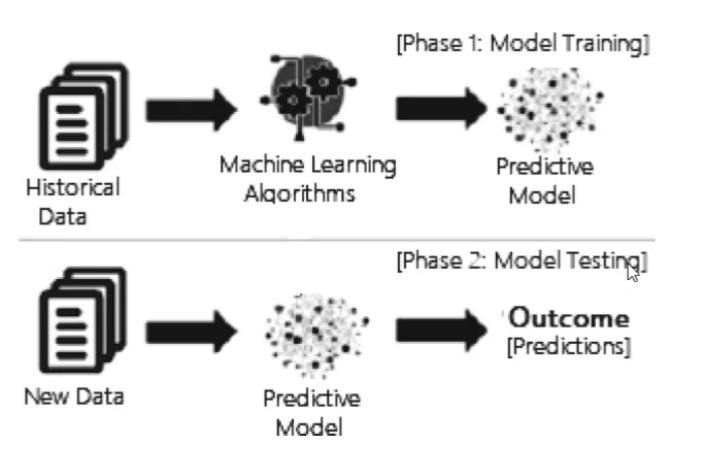 [Phase 1: Model Training]
Historical
Data
Machine Learning
Algorithms
Predictive
Model
[Phase 2: Model Testing]
New Data
Predictive
Model
Outcome
[Predictions]